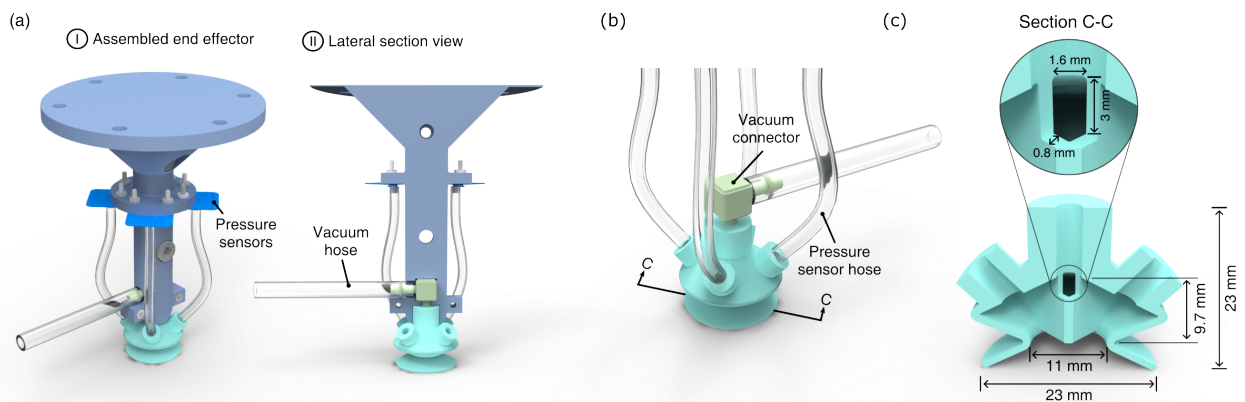 (a)
I Assembled end effector
II Lateral section view
Pressure
sensors
Vacuum
hose
(b)
Vacuum
connector
Pressure
sensor hose
C
C
(c)
Section C-C
1.6 mm
3 mm
0.8 mm
9.7 mm
23 mm
11 mm
23 mm